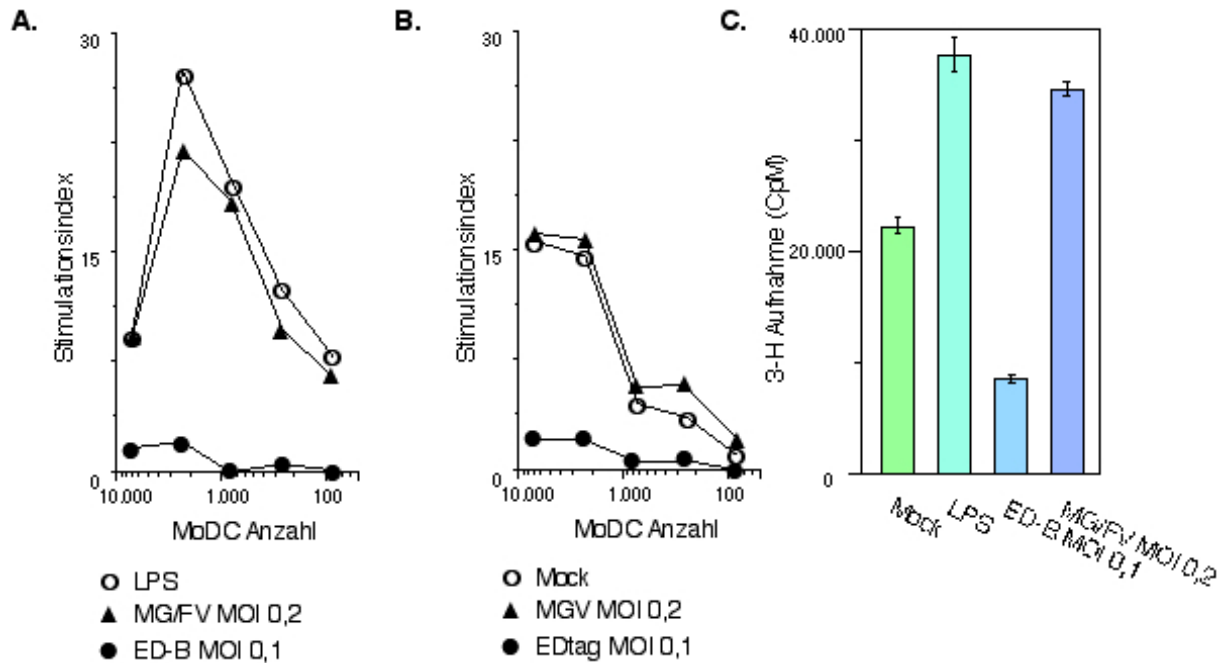 A.
30
15
0
Stimulationsindex
10.000 1.000 100
MoDC Anzahl
LPS
MG/FV MOI 0,2
ED-B MOI 0,1
B.
30
15
0
Stimulationsindex
10.000 1.000 100
MoDC Anzahl
Mock
MGV MOI 0,2
EDtag MOI 0,1
C.
40.000
20.000
0
3-H Aufnahme (CpM)
Mock
LPS
ED-B MOI 0,1
MG/FV MOI 0,2